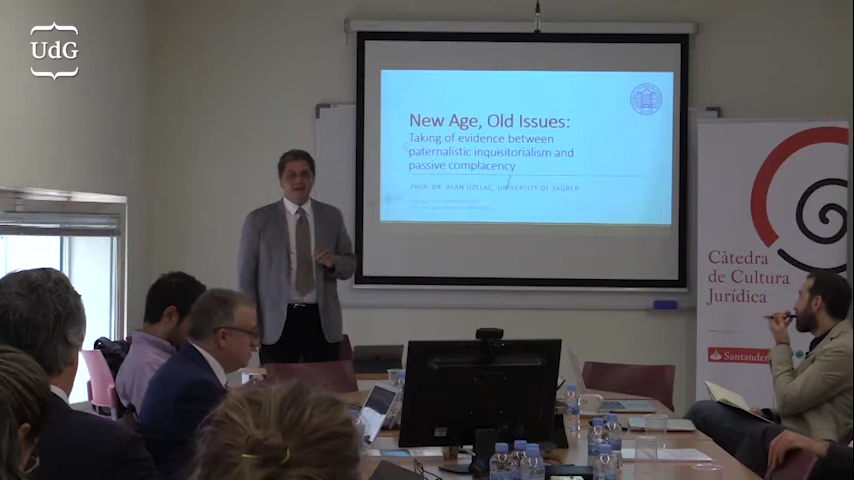 UdG
New Age, Old Issues:
Taking of evidence between
paternalistic inquisitorialism and
passive complacency
PROF. DR. ALAN UZELAC, UNIVERSITY OF ZAGREB
Càtedra
de Cultura
Jurídica
Santander